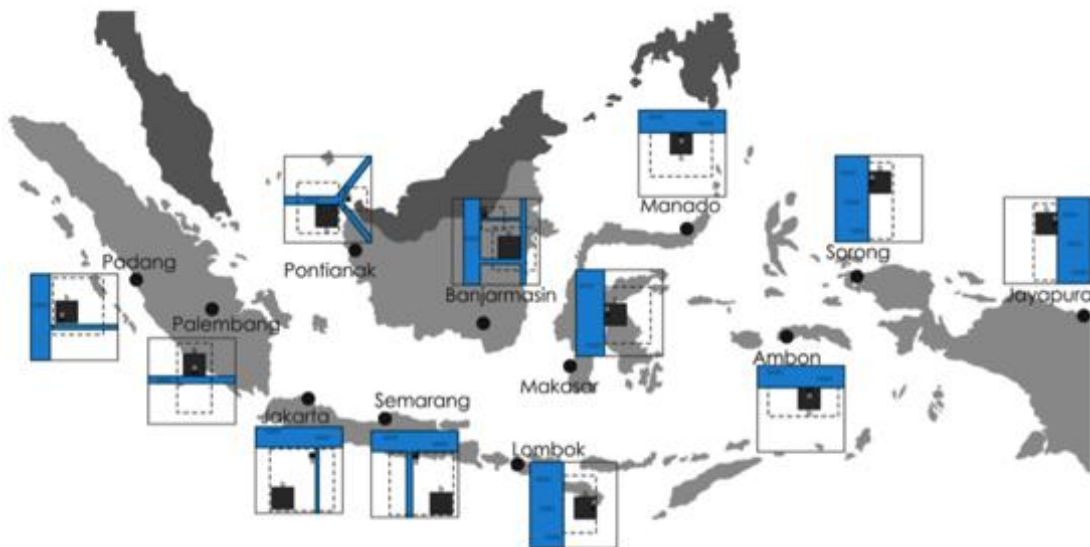 Manado
Sorong
Padang
Pontianak
Banjarmasin
Jayapura
Palembang
Makasar
Ambon
Jakarta
Semarang
Lombok